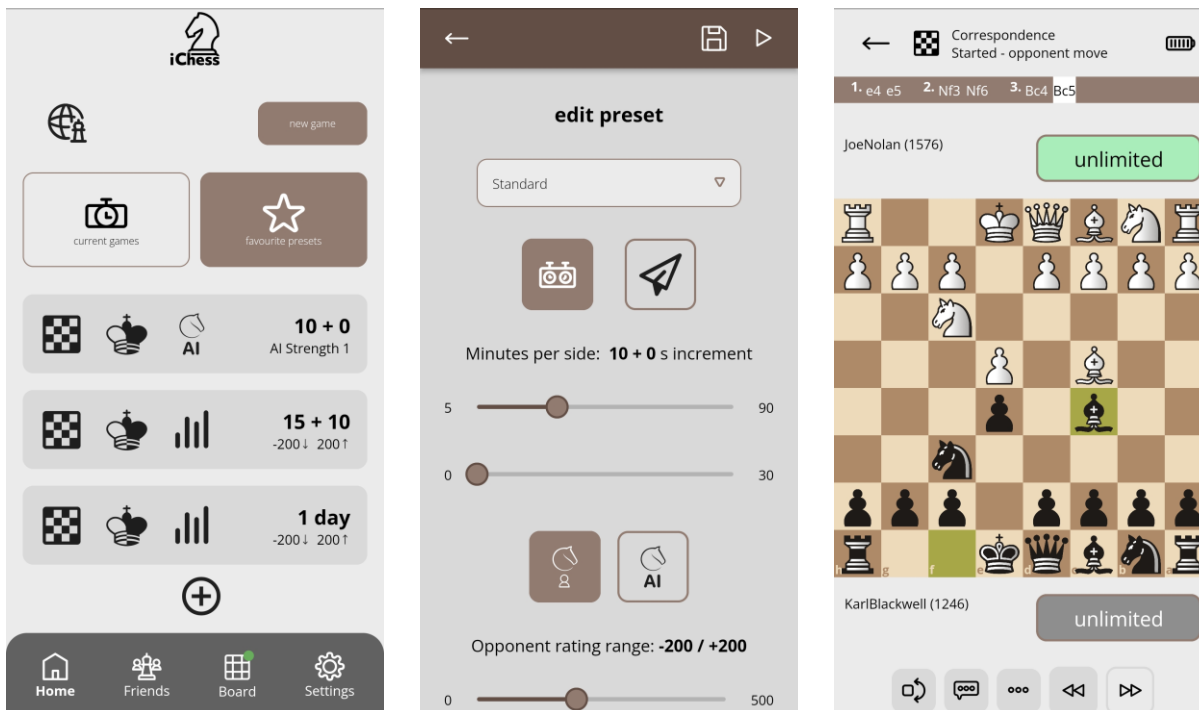 iChess
new game
current games
favourite presets
10 + 0
AI
AI Strength 1
15 + 10
-200↓ 200↑
1 day
-200↓ 200↑
Home
Friends
Board
Settings
edit preset
Standard
Minutes per side: 10 + 0 s increment
5
90
0
30
AI
Opponent rating range: -200 / +200
0
500
Correspondence
Started - opponent move
1. e4 e5 2. Nf3 Nf6 3. Bc4 Bc5
JoeNolan (1576)
unlimited
h g f e d b a
KarlBlackwell (1246)
unlimited